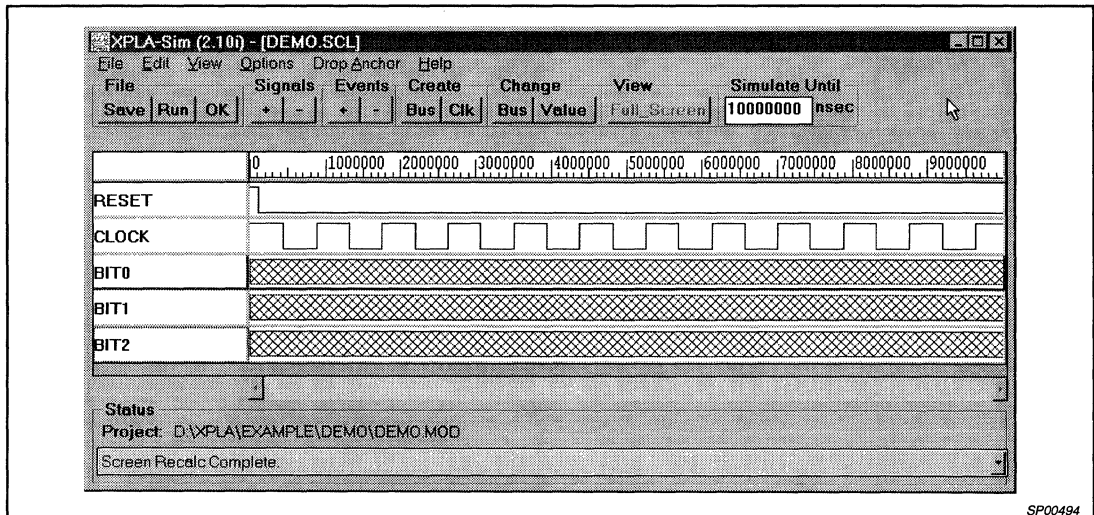 XPLA-Sim (2.10i) - [DEMO.SCL]
File Edit View Options Drop Anchor Help
File Signals Events Create Change View Simulate Until
Save Run OK + - + - Bus Clk Bus Value Full_Screen 10000000 nsec
0 1000000 2000000 3000000 4000000 5000000 6000000 7000000 8000000 9000000
RESET
CLOCK
BIT0
BIT1
BIT2
Status
Project: D:\XPLA\EXAMPLE\DEMO\DEMO.MOD
Screen Recalc Complete.
SP00494